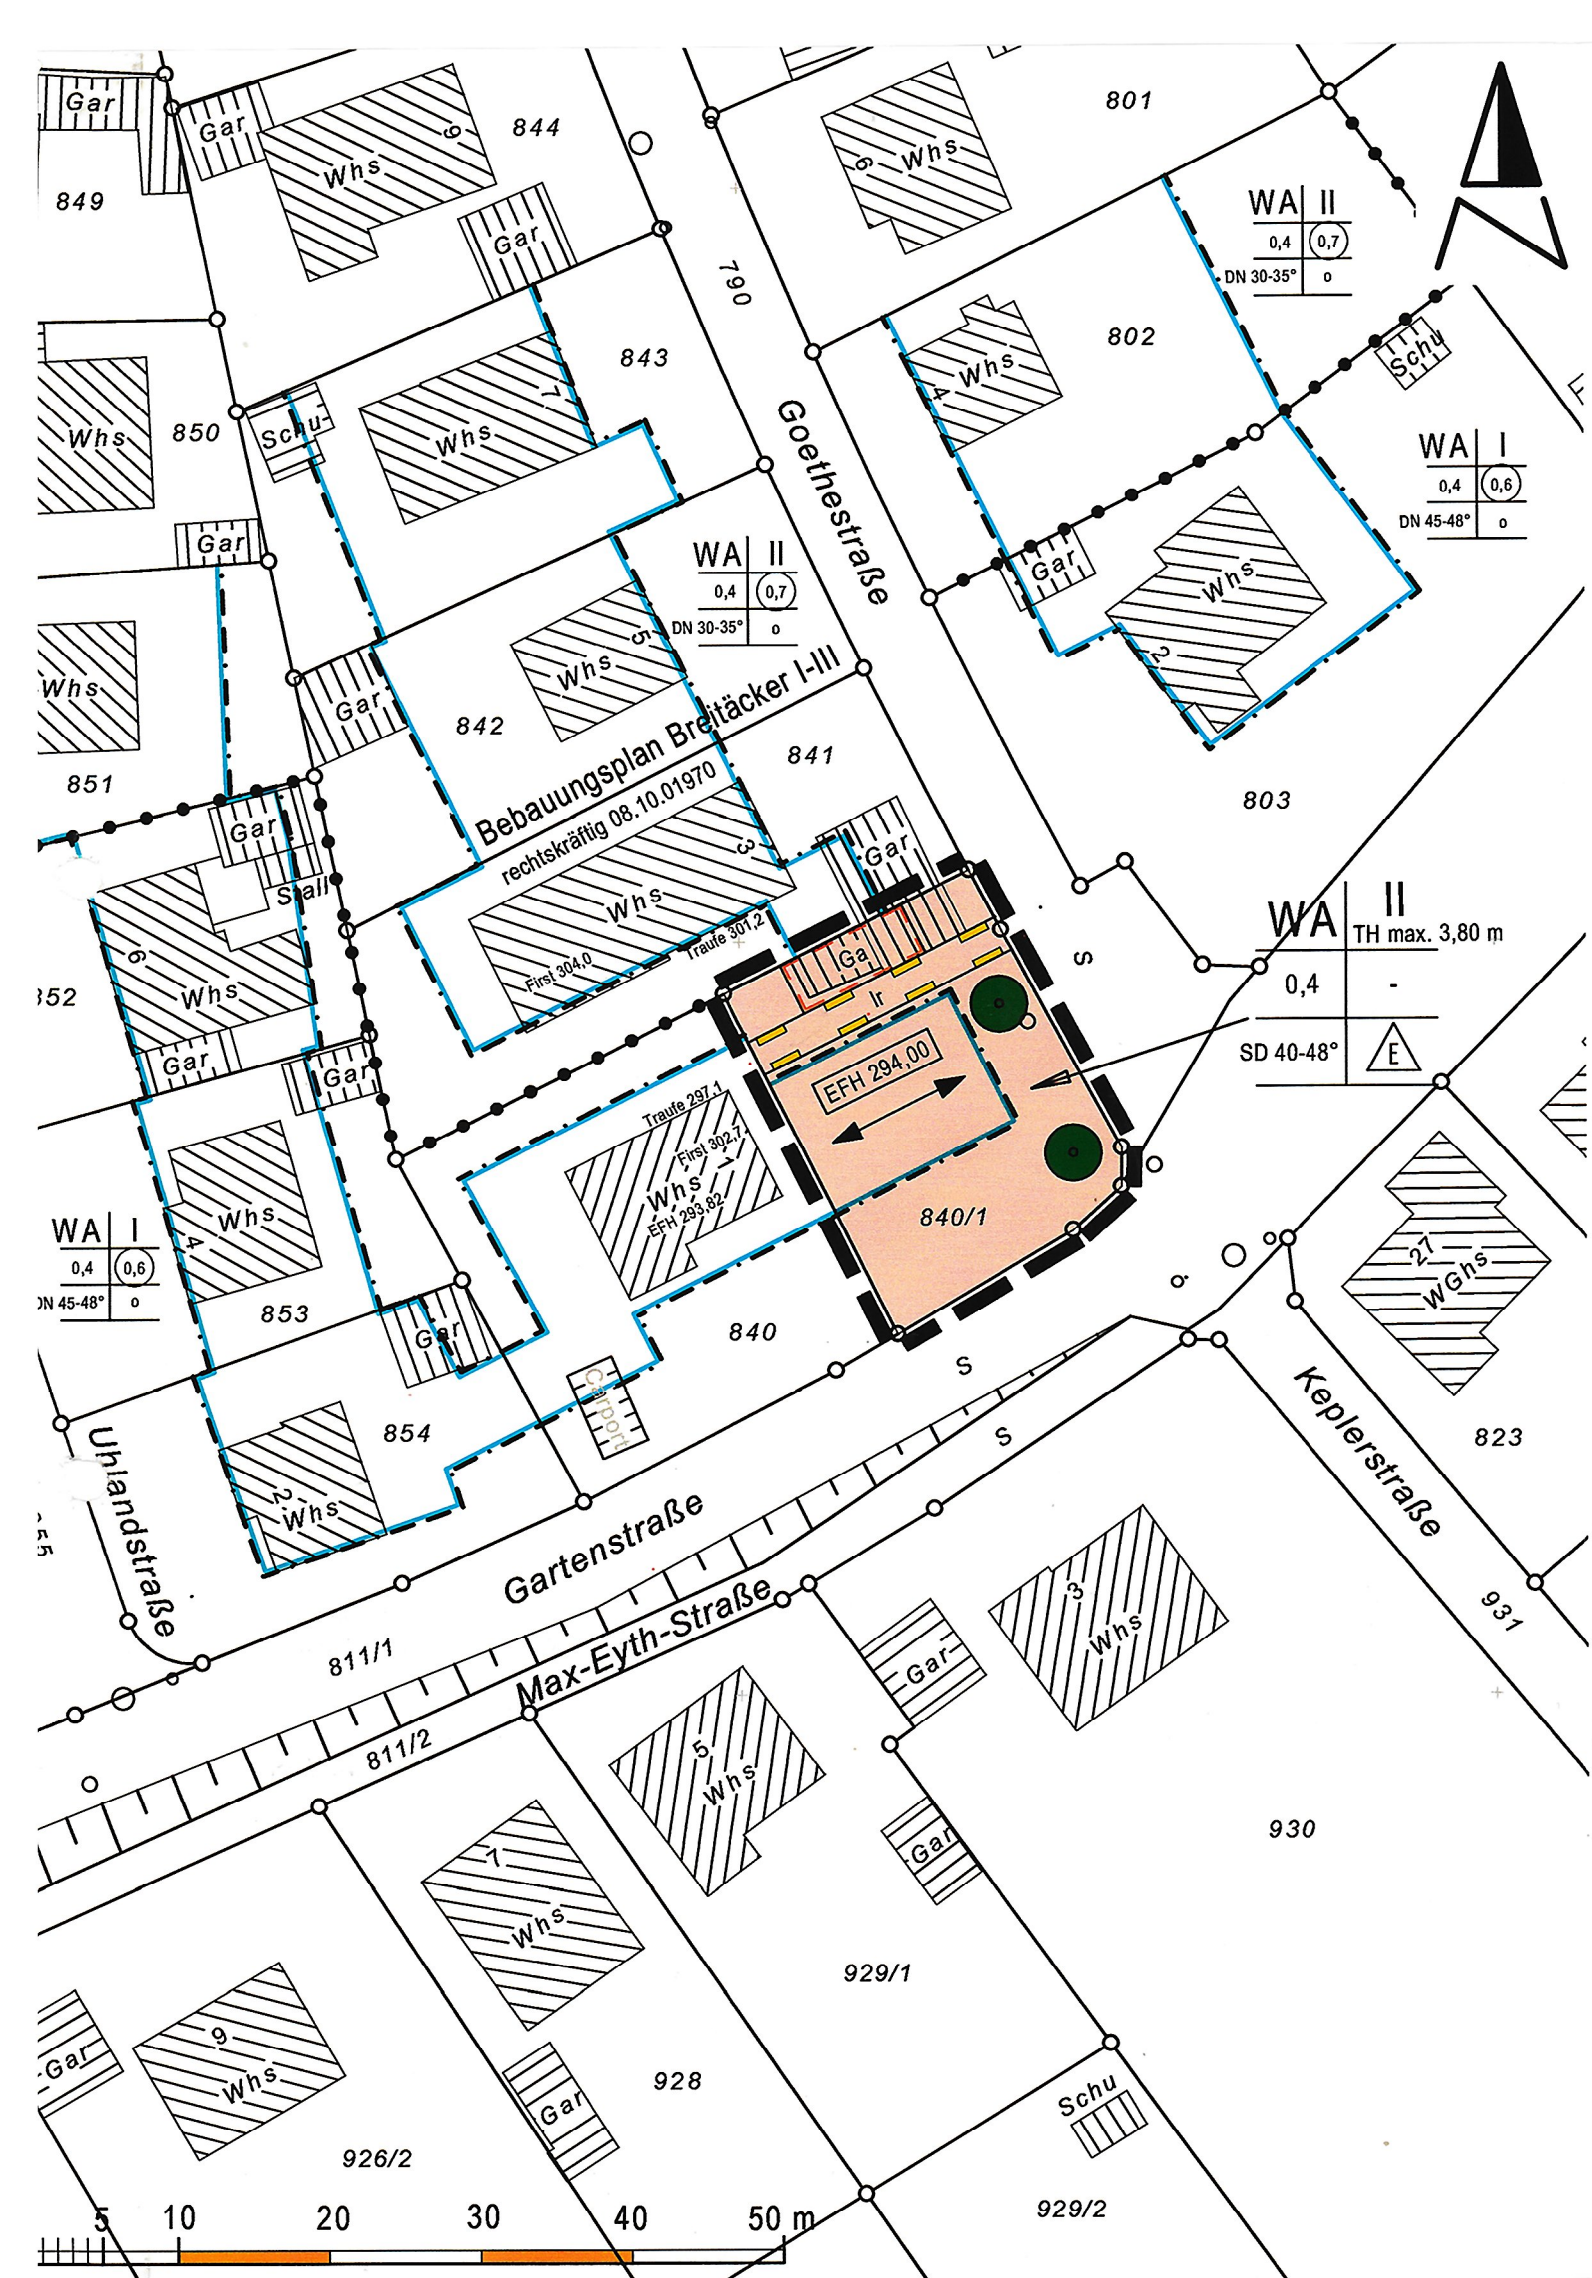 Gar
Gar
Whs
9
844
Gar
849
801
6
Whs
WA II
0,4 0,7
DN 30-35° o
790
843
802
Whs
4
Schu
Whs
850
Schu
Whs
7
Goethestraße
WA I
0,4 0,6
DN 45-48° o
Gar
WA II
0,4 0,7
DN 30-35° o
Gar
Whs
2
Whs
851
Gar
Whs
5
842
Bebauungsplan Breitäcker I-III
rechtskräftig 08.10.01970
841
803
Gar
Stall
Whs
3
Gar
First 304,0
Traufe 301,2
6
Whs
Gar
Gar
Ga
Ir
S
WA II
TH max. 3,80 m
0,4 -
SD 40-48° E
EFH 294,00
Traufe 297,1
First 302,7
1
Whs
EFH 293,82
840/1
Whs
4
WA I
0,4 0,6
DN 45-48° o
853
Gar
840
27
WGhs
Carport
S
S
Keplerstraße
823
854
2
Whs
Uhlandstraße
Gartenstraße
Max-Eyth-Straße
811/1
811/2
3
Whs
931
Gar
5
Whs
930
Gar
7
Whs
929/1
9
Whs
Gar
928
Gar
Schu
926/2
929/2
5 10 20 30 40 50 m